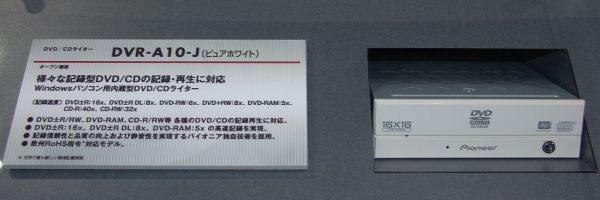 DVD/CDライター DVR-A10-J(ピュアホワイト)
オープン価格
様々な記録型DVD/CDの記録・再生に対応
Windowsパソコン用内蔵型DVD/CDライター
〈記録速度〉DVD±R:16x、DVD±R DL:8x、DVD-RW:6x、DVD+RW:8x、DVD-RAM:5x、
CD-R:40x、CD-RW:32x
●DVD±R/RW、DVD-RAM、CD-R/RW等 各種のDVD/CDの記録再生に対応。
●DVD±R:16x、DVD±R DL:8x、DVD-RAM:5x の高速記録を実現。
●記録信頼性と品質の向上および静音性を実現するパイオニア独自技術を採用。
●欧州RoHS指令*対応モデル。
16X16
DVD
MULTI
RECORDER
Pioneer